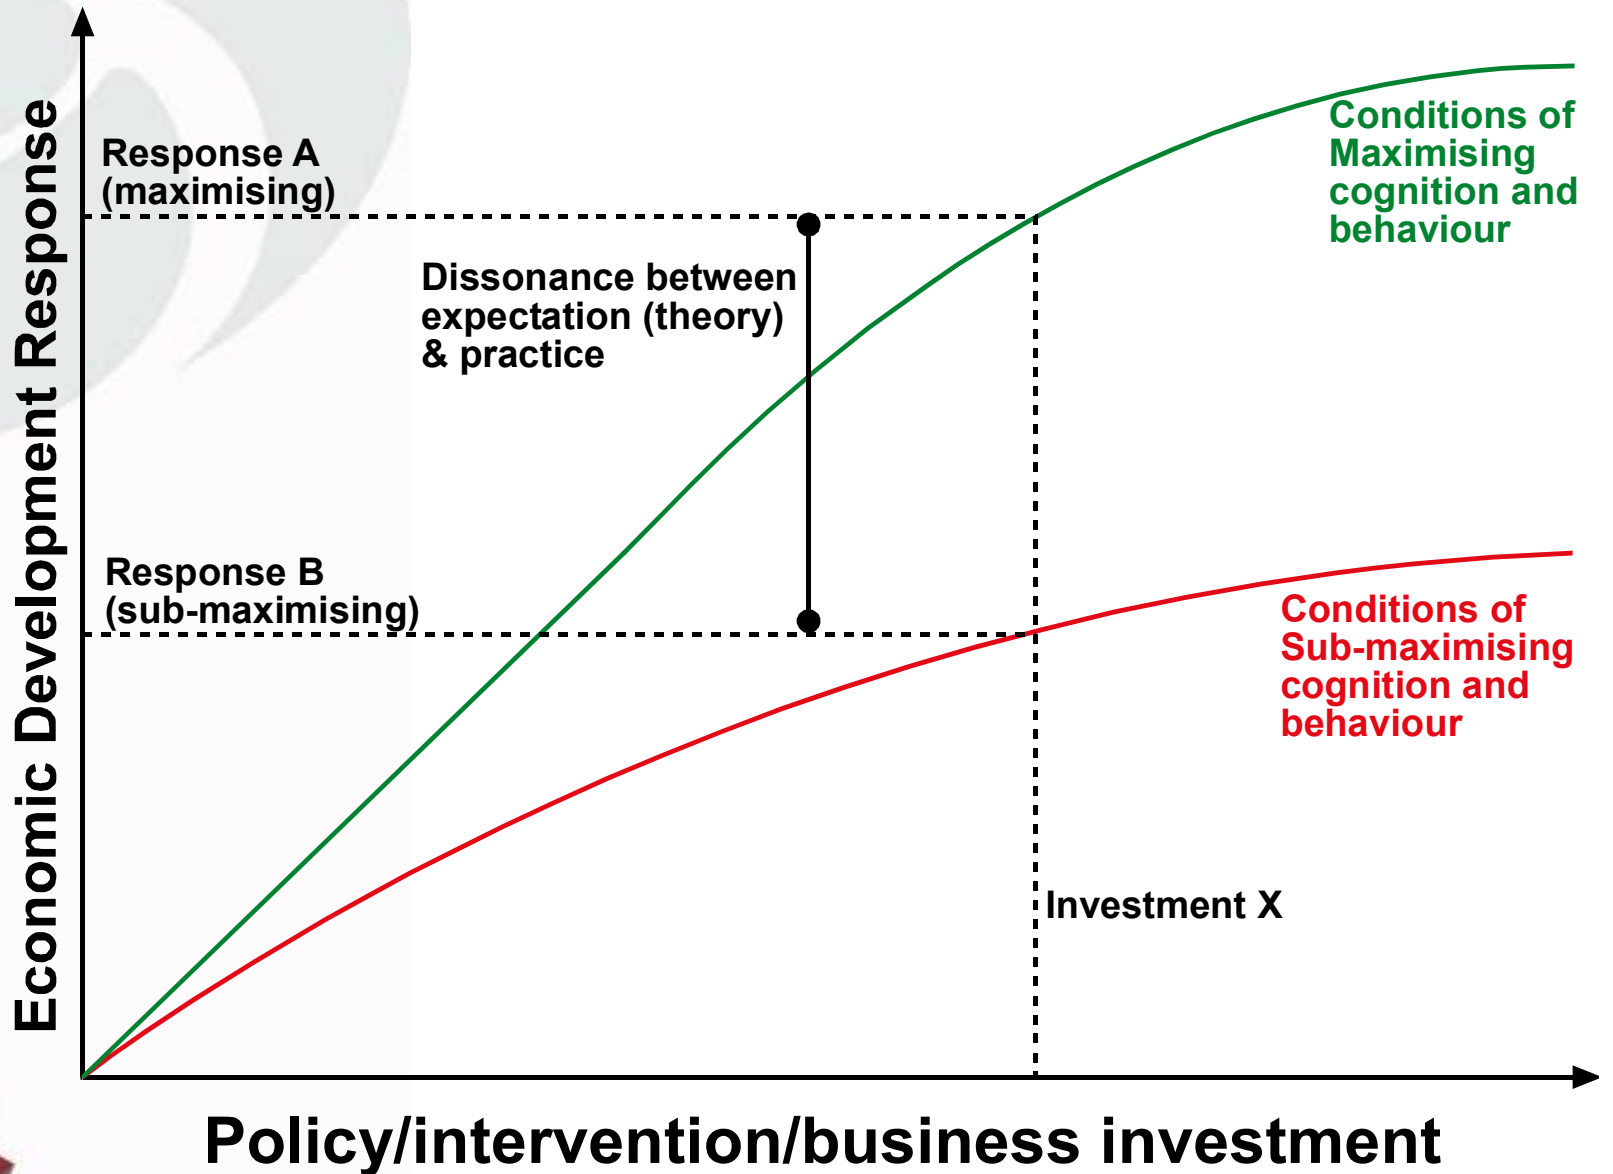 Economic Development Response
Response A
(maximising)
Dissonance between
expectation (theory)
& practice
Conditions of
Maximising
cognition and
behaviour
Response B
(sub-maximising)
Conditions of
Sub-maximising
cognition and
behaviour
Investment X
Policy/intervention/business investment